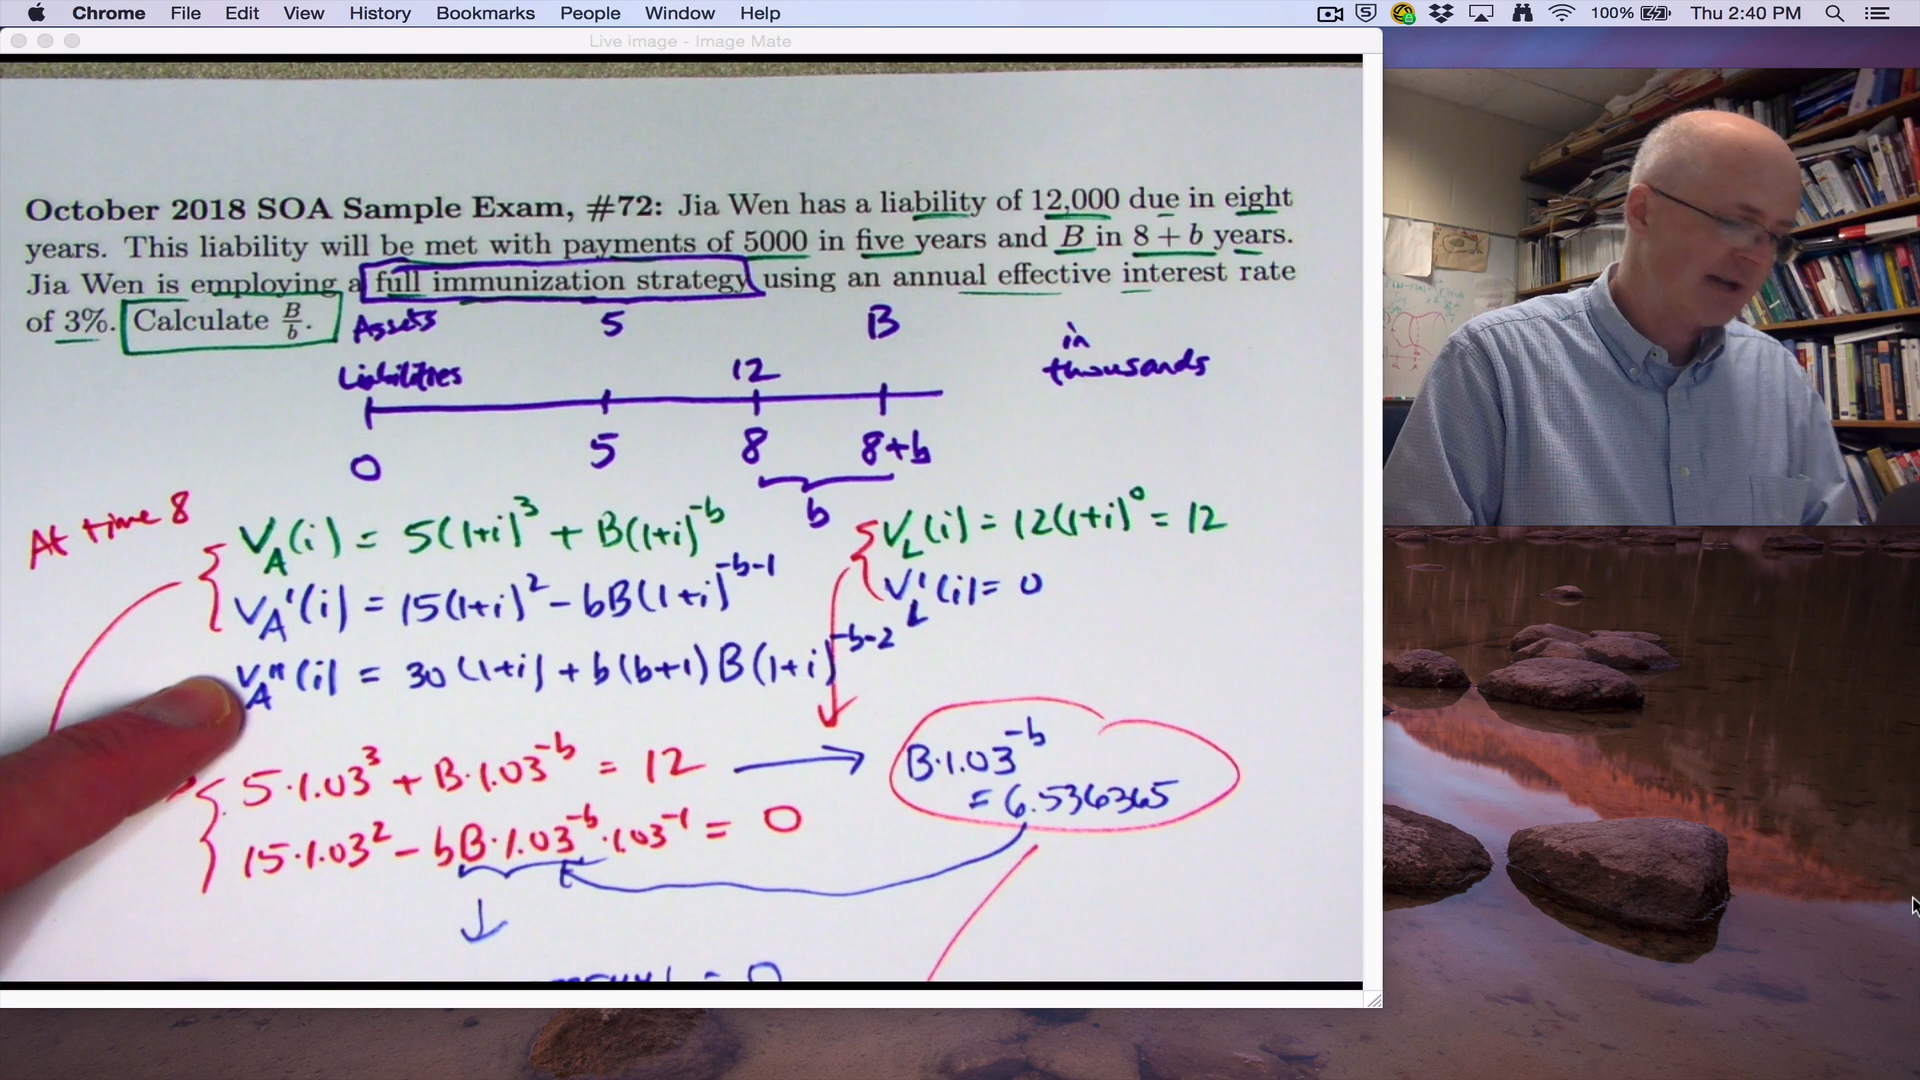 Chrome File Edit View History Bookmarks People Window Help 100% Thu 2:40 PM
Live image - Image Mate
October 2018 SOA Sample Exam, #72: Jia Wen has a liability of 12,000 due in eight
years. This liability will be met with payments of 5000 in five years and B in 8 + b years.
Jia Wen is employing a full immunization strategy using an annual effective interest rate
of 3%. Calculate B/b.
Assets 5 B in
Liabilities 12 thousands
0 5 8 8+b
b
At time 8
V_A(i) = 5(1+i)^3 + B(1+i)^-b V_L(i) = 12(1+i)^0 = 12
V_A'(i) = 15(1+i)^2 - bB(1+i)^-b-1 V_L'(i) = 0
V_A"(i) = 30(1+i) + b(b+1)B(1+i)^-b-2
5·1.03^3 + B·1.03^-b = 12 → B·1.03^-b
= 6.536365
15·1.03^2 - bB·1.03^-b·1.03^-1 = 0
= 0